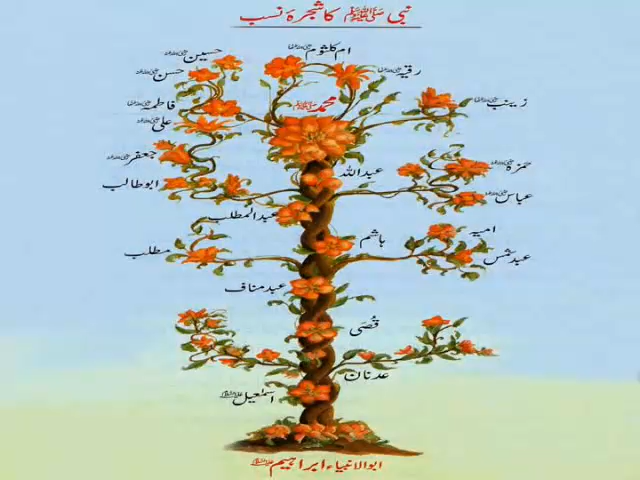 نبی ﷺ کا شجرۂ نسب
ام کلثوم
حسین
رقیہ
حسن
زینب
محمد ﷺ
فاطمہ
علی
جعفر
حمزہ
عبداللہ
ابوطالب
عباس
عبدالمطلب
امیہ
ہاشم
مطلب
عبدشمس
عبدمناف
قُصَی
عدنان
اسمٰعیل
ابوالانبیاء ابراہیم